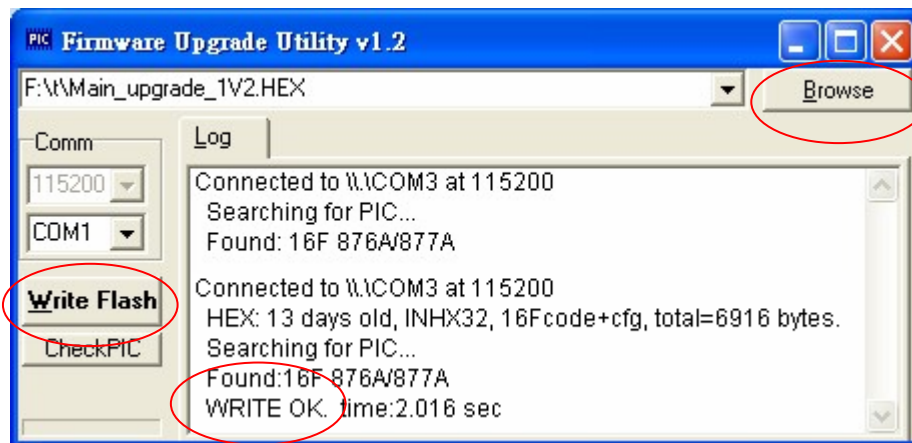 PIC Firmware Upgrade Utility v1.2
F:\t\Main_upgrade_1V2.HEX
Browse
Comm
115200
COM1
Write Flash
CheckPIC
Log
Connected to \\.\COM3 at 115200
Searching for PIC...
Found: 16F 876A/877A
Connected to \\.\COM3 at 115200
HEX: 13 days old, INHX32, 16Fcode+cfg, total=6916 bytes.
Searching for PIC...
Found:16F 876A/877A
WRITE OK. time:2.016 sec